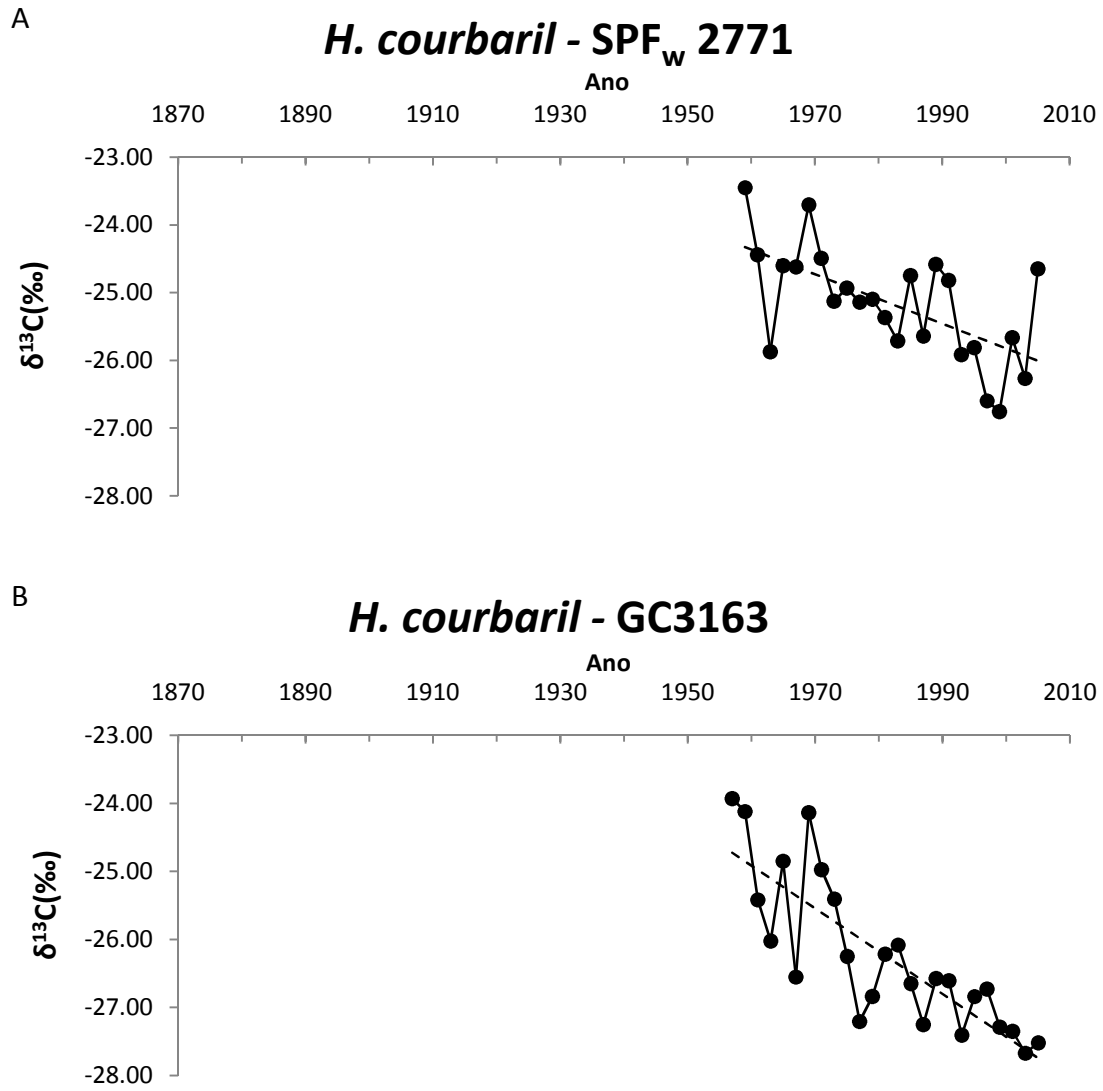 A
H. courbaril - SPFw 2771
Ano
1870 1890 1910 1930 1950 1970 1990 2010
-23.00
-24.00
-25.00
-26.00
-27.00
-28.00
δ¹³C(‰)
B
H. courbaril - GC3163
Ano
1870 1890 1910 1930 1950 1970 1990 2010
-23.00
-24.00
-25.00
-26.00
-27.00
-28.00
δ¹³C(‰)